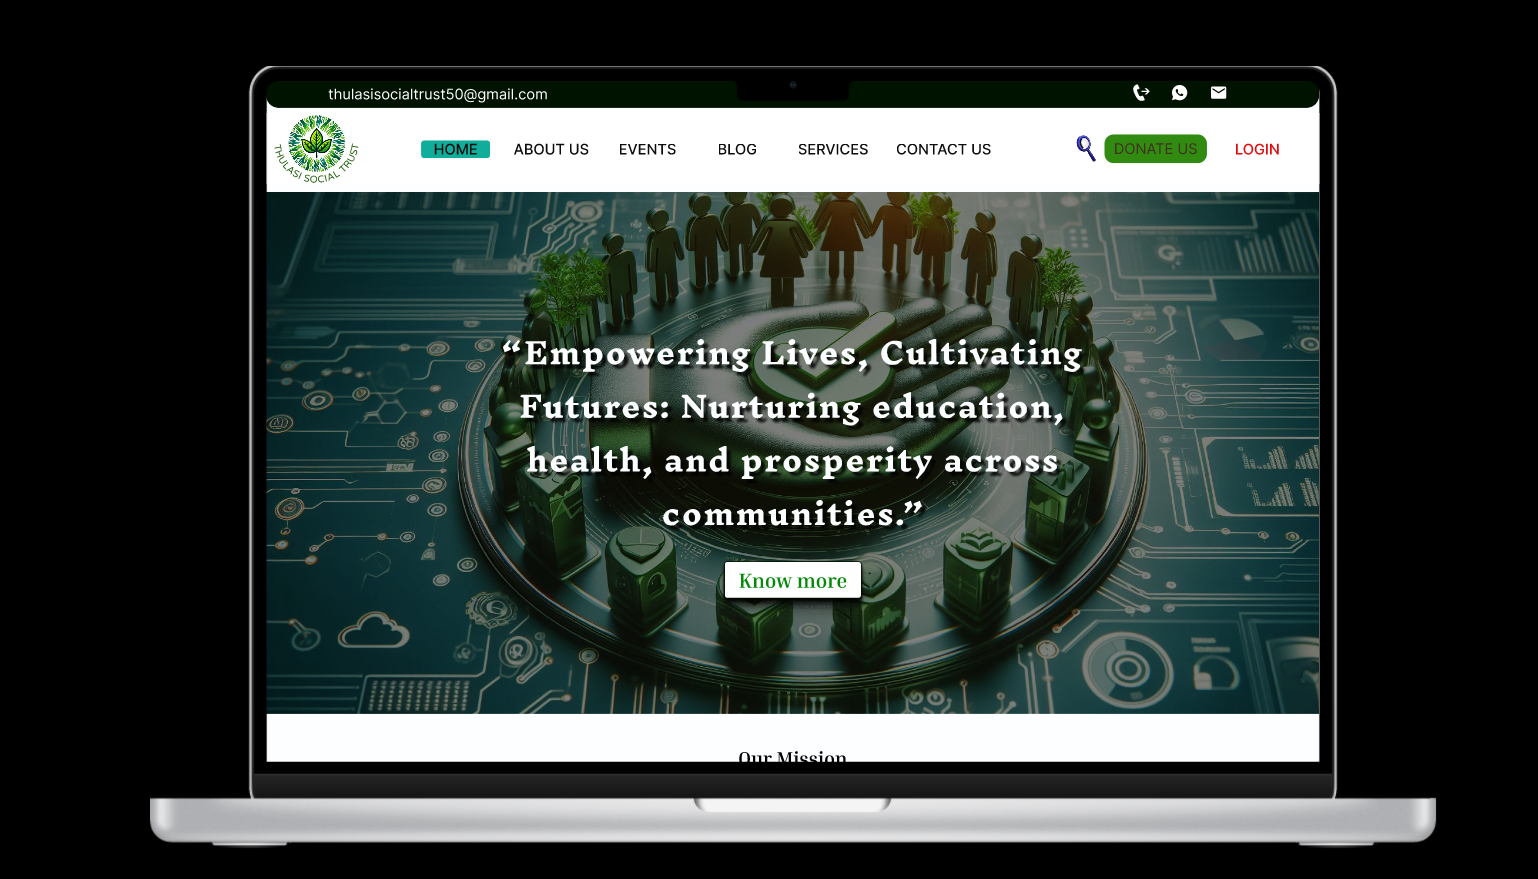 thulasisocialtrust50@gmail.com
THULASI SOCIAL TRUST
HOME ABOUT US EVENTS BLOG SERVICES CONTACT US DONATE US LOGIN
“Empowering Lives, Cultivating
Futures: Nurturing education,
health, and prosperity across
communities.”
Know more
Our Mission